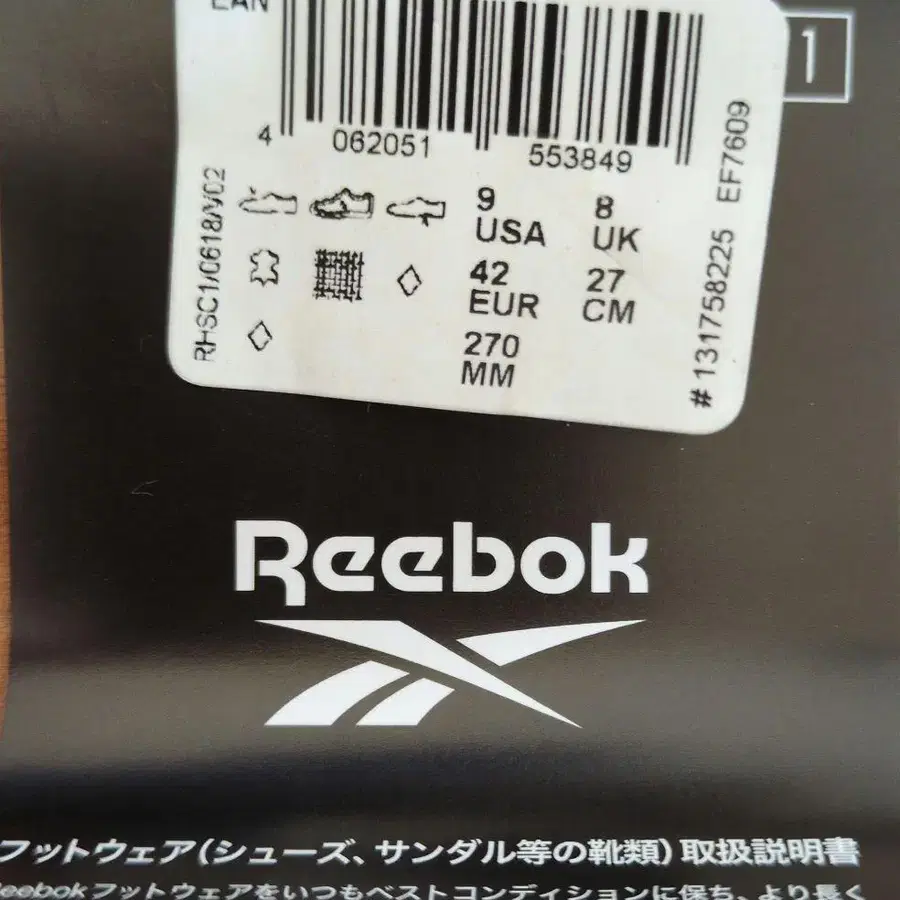 EAN
1
4 062051 553849
RHSC1/0618/V02
9 8
USA UK
42 27
EUR CM
270
MM
#131758225 EF7609
Reebok
フットウェア(シューズ、サンダル等の靴類)取扱説明書
Reebokフットウェアをいつもベストコンディションに保ち、より長く